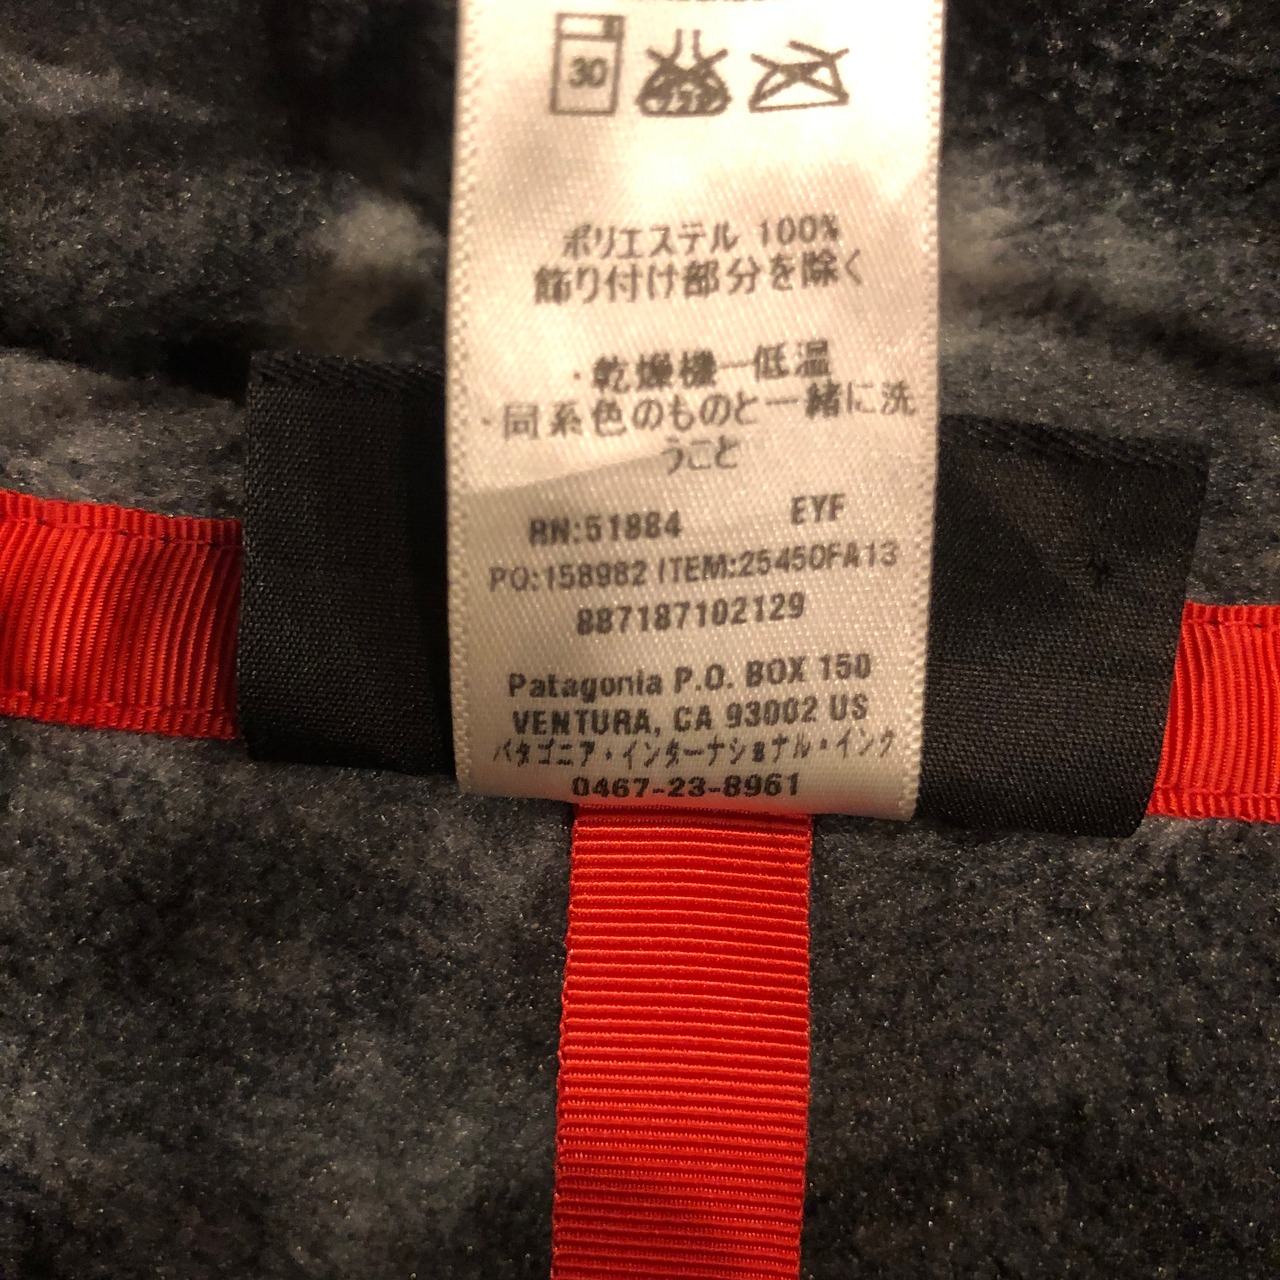 30
ポリエステル 100%
飾り付け部分を除く
・乾燥機一低温
・同系色のものと一緒に洗
うこと
RN:51884 EYF
PO:158982 ITEM:25450FA13
887187102129
Patagonia P.O. BOX 150
VENTURA, CA 93002 US
パタゴニア・インターナショナル・インク
0467-23-8961